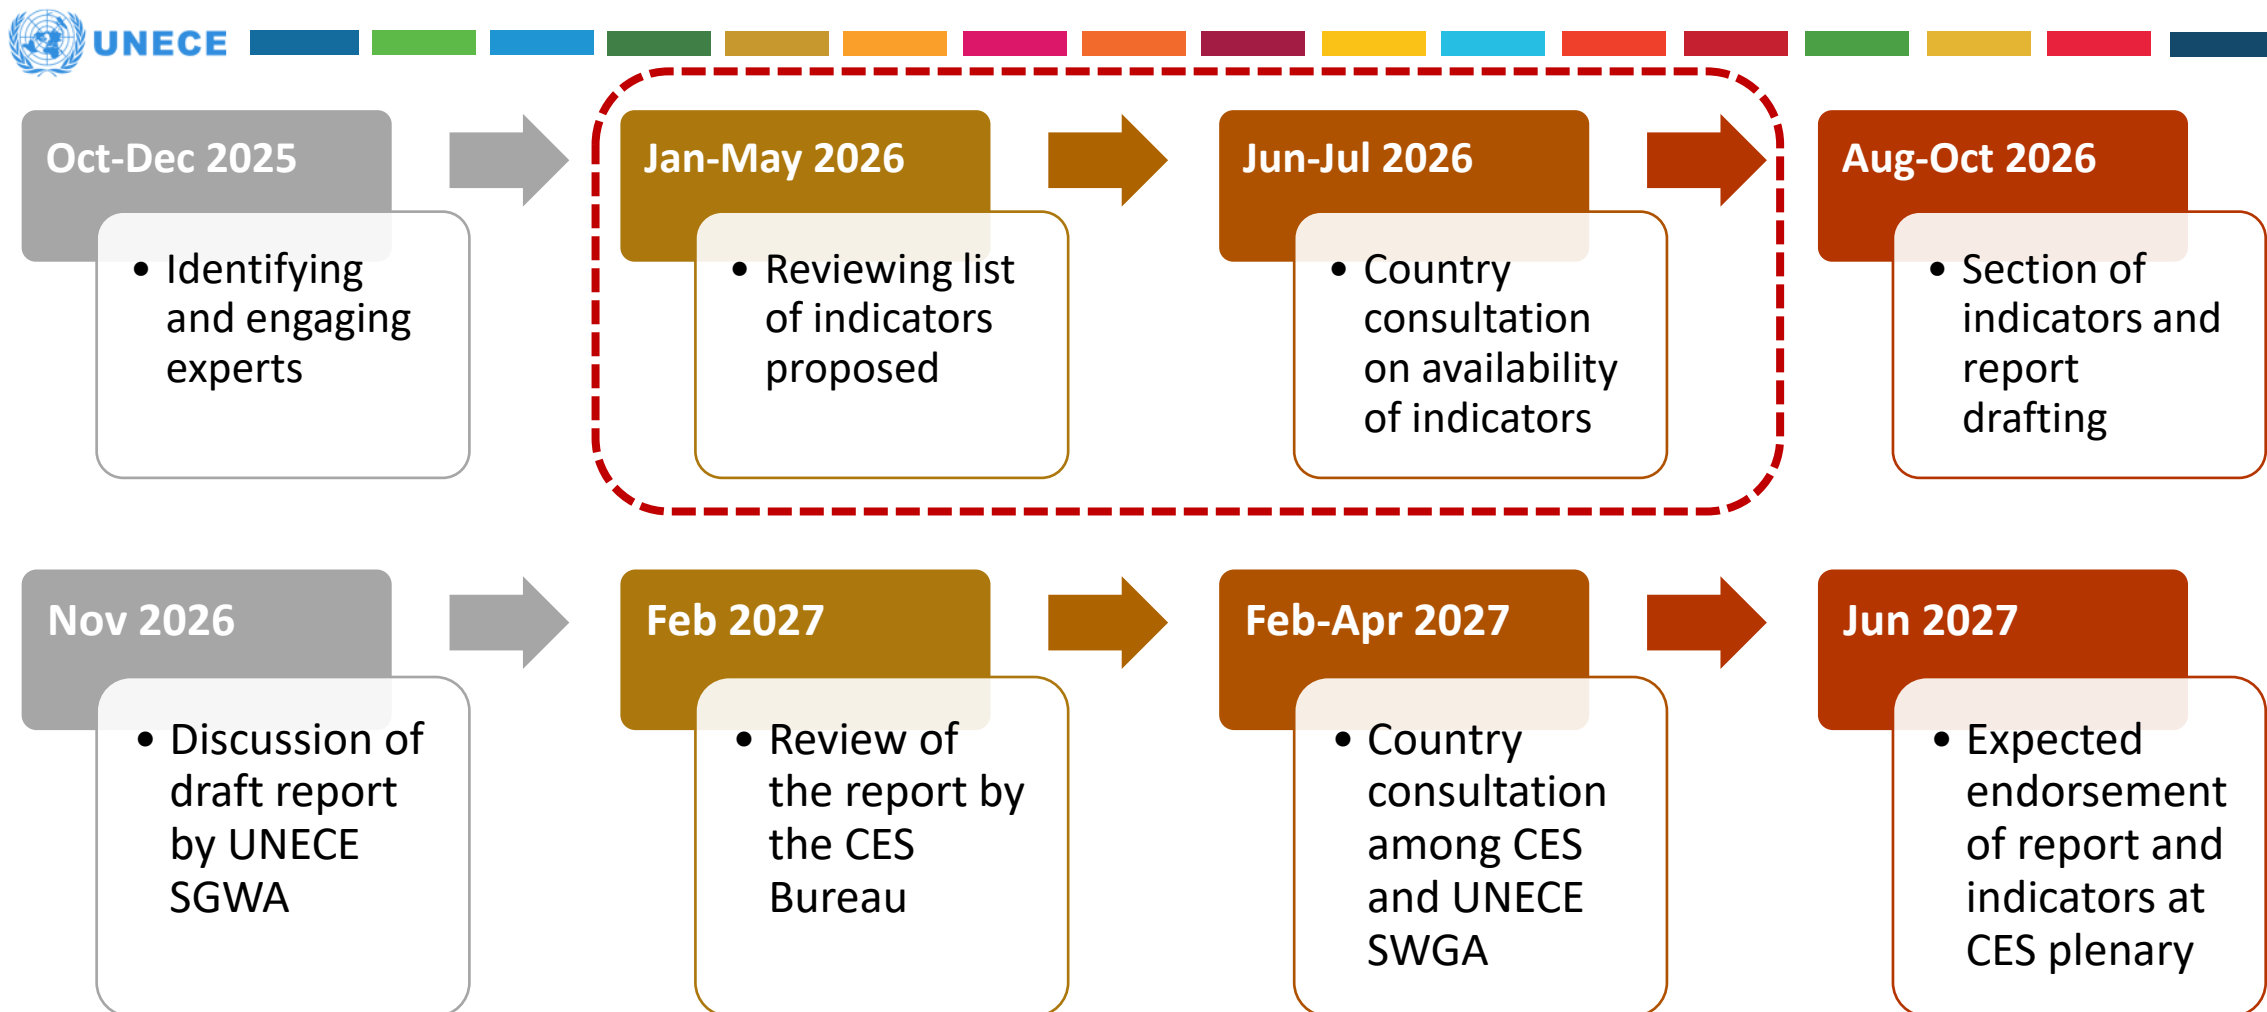 UNECE
Oct-Dec 2025
• Identifying
and engaging
experts
Jan-May 2026
• Reviewing list
of indicators
proposed
Jun-Jul 2026
• Country
consultation
on availability
of indicators
Aug-Oct 2026
• Section of
indicators and
report
drafting
Nov 2026
• Discussion of
draft report
by UNECE
SGWA
Feb 2027
• Review of
the report by
the CES
Bureau
Feb-Apr 2027
• Country
consultation
among CES
and UNECE
SWGA
Jun 2027
• Expected
endorsement
of report and
indicators at
CES plenary